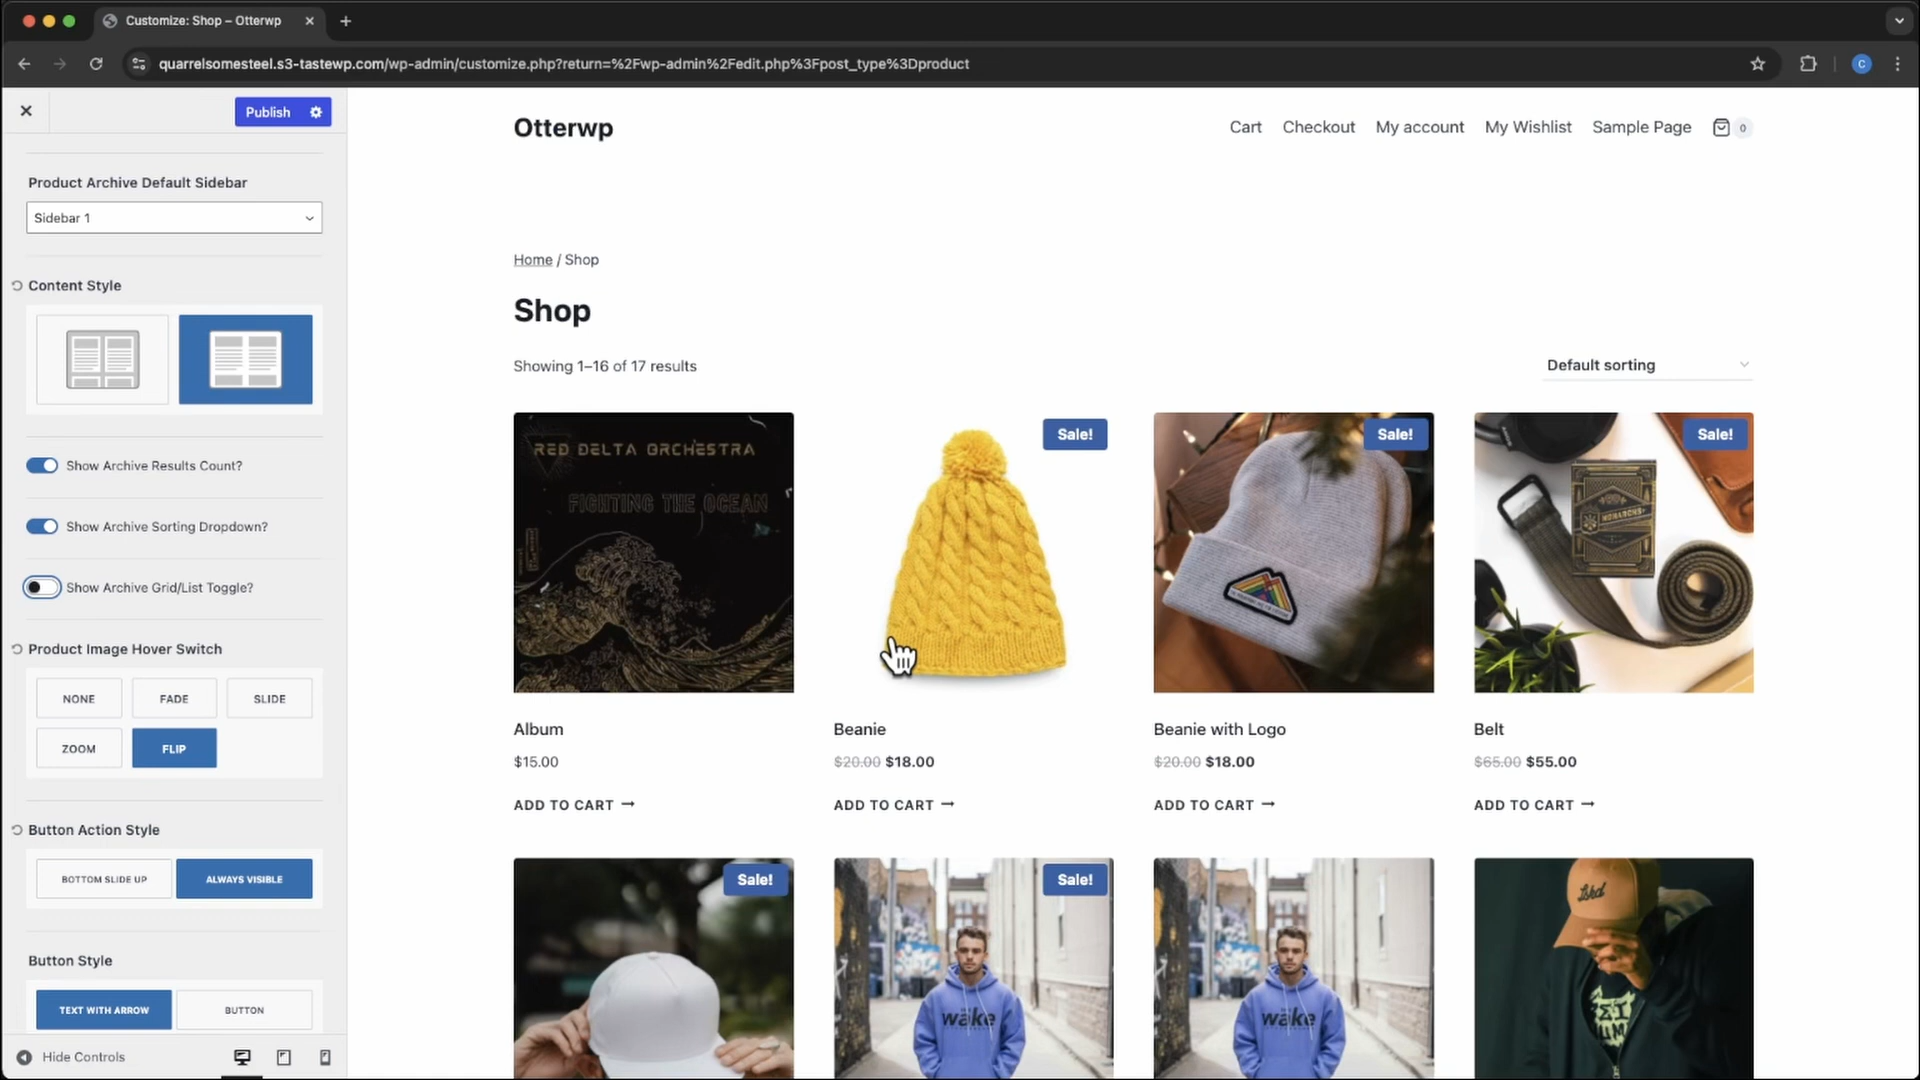 Customize: Shop – Otterwp
quarrelsomesteel.s3-tastewp.com/wp-admin/customize.php?return=%2Fwp-admin%2Fedit.php%3Fpost_type%3Dproduct
C
Publish
Product Archive Default Sidebar
Sidebar 1
Content Style
Show Archive Results Count?
Show Archive Sorting Dropdown?
Show Archive Grid/List Toggle?
Product Image Hover Switch
NONE FADE SLIDE
ZOOM FLIP
Button Action Style
BOTTOM SLIDE UP ALWAYS VISIBLE
Button Style
TEXT WITH ARROW BUTTON
Hide Controls
Otterwp
Cart Checkout My account My Wishlist Sample Page 0
Home / Shop
Shop
Showing 1–16 of 17 results
Default sorting
RED DELTA ORCHESTRA
FIGHTING THE OCEAN
Sale!
Sale!
Sale!
MONARCHS
Album
$15.00
ADD TO CART
Beanie
$20.00 $18.00
ADD TO CART
Beanie with Logo
$20.00 $18.00
ADD TO CART
Belt
$65.00 $55.00
ADD TO CART
Sale!
Sale!
wake
wake